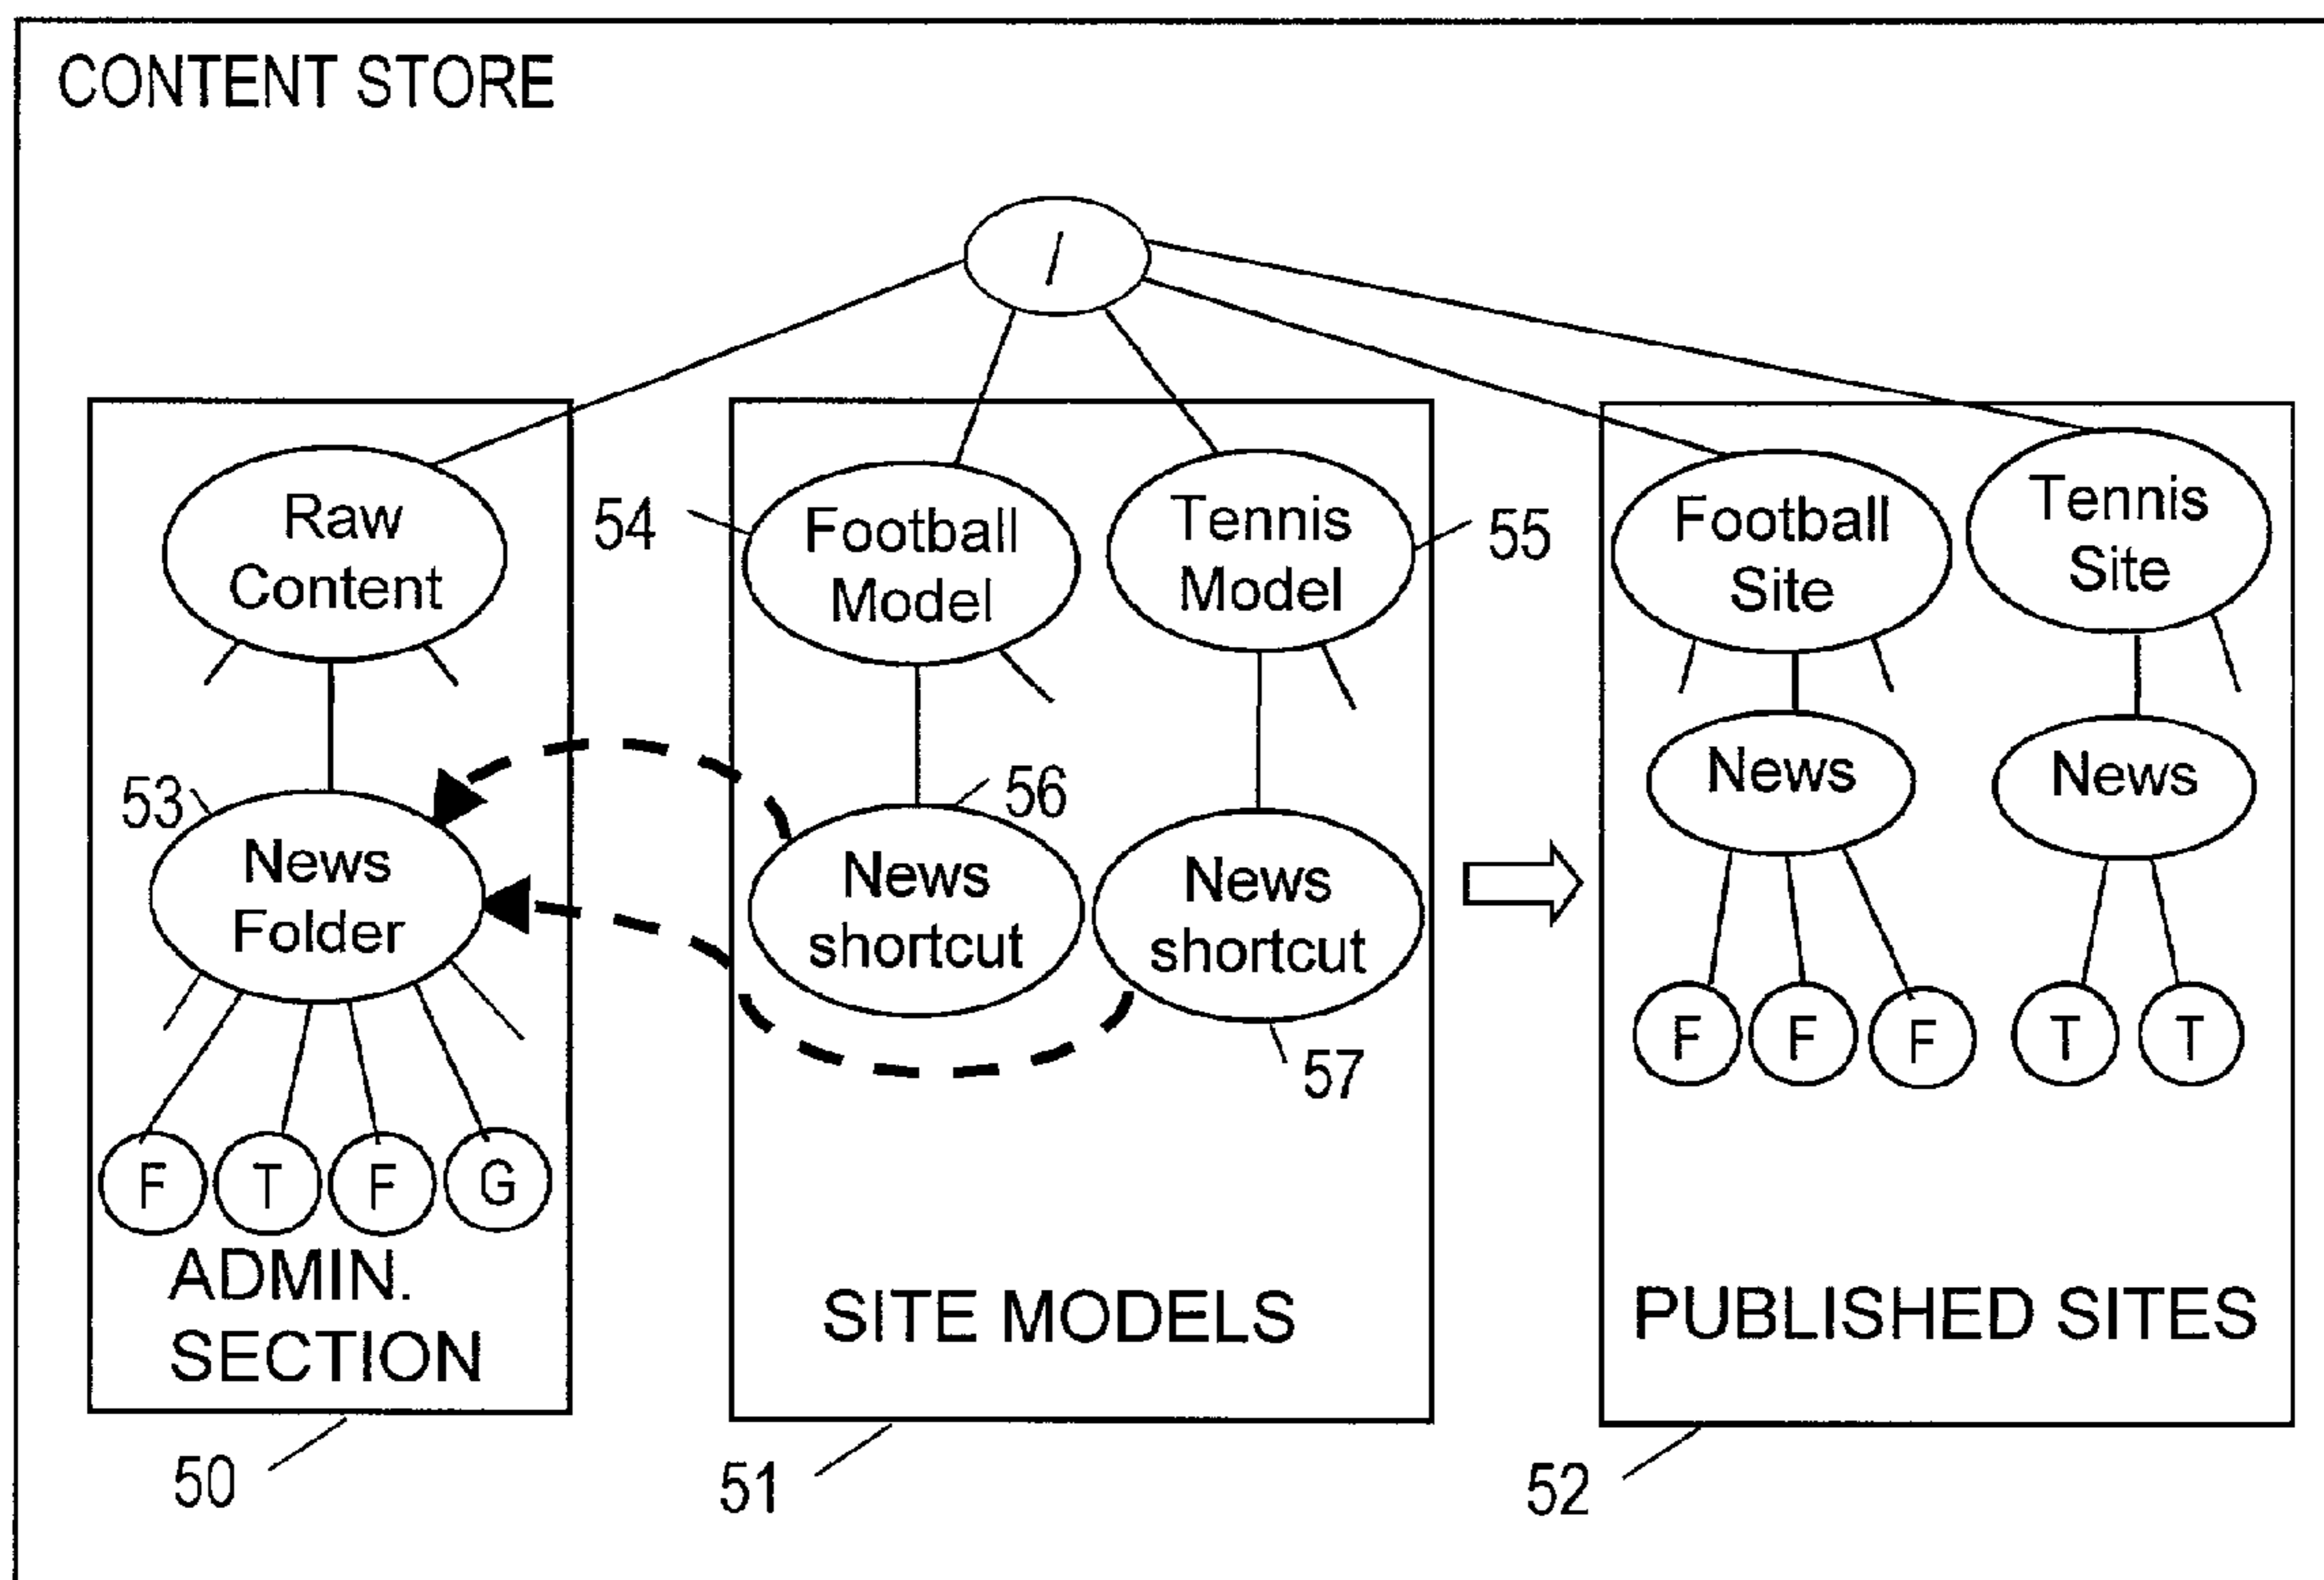 CONTENT STORE
/
Raw
Content
54
Football
Model
Tennis
Model
55
Football
Site
Tennis
Site
53
News
Folder
56
News
shortcut
News
shortcut
57
News
News
F
F
F
T
T
F
T
F
G
ADMIN.
SECTION
SITE MODELS
PUBLISHED SITES
50
51
52